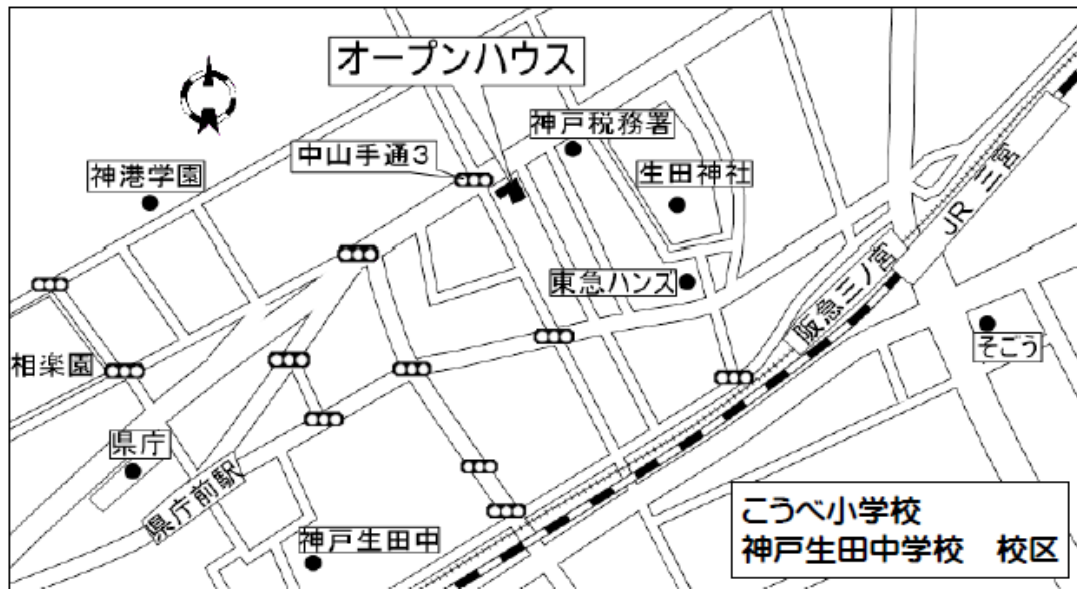 オープンハウス
神戸税務署
中山手通3
神港学園
生田神社
JR 三宮
東急ハンズ
阪急三ノ宮
そごう
相楽園
県庁
県庁前駅
神戸生田中
こうべ小学校
神戸生田中学校　校区